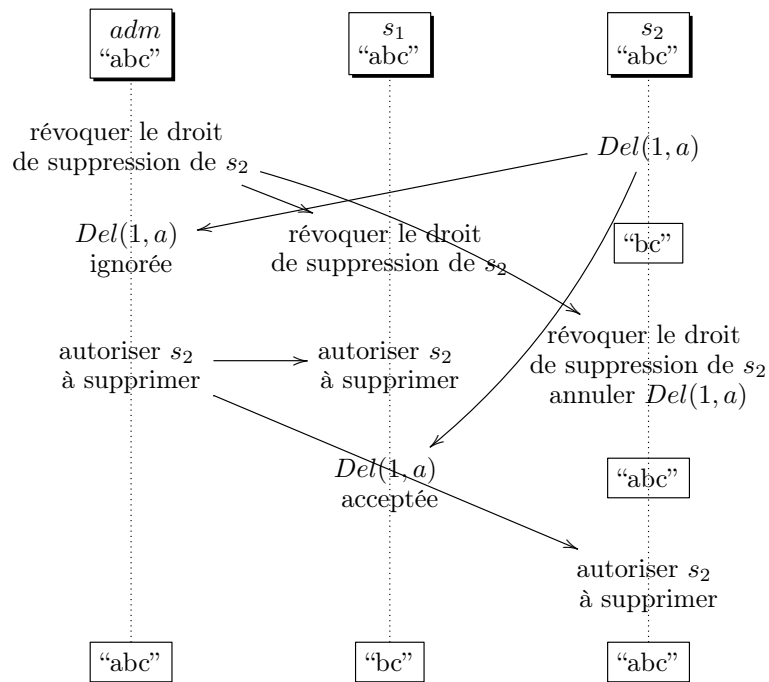 adm
“abc”
s₁
“abc”
s₂
“abc”
révoquer le droit
de suppression de s₂
Del(1, a)
Del(1, a)
ignorée
révoquer le droit
de suppression de s₂
“bc”
autoriser s₂
à supprimer
autoriser s₂
à supprimer
révoquer le droit
de suppression de s₂
annuler Del(1, a)
Del(1, a)
acceptée
“abc”
autoriser s₂
à supprimer
“abc”
“bc”
“abc”